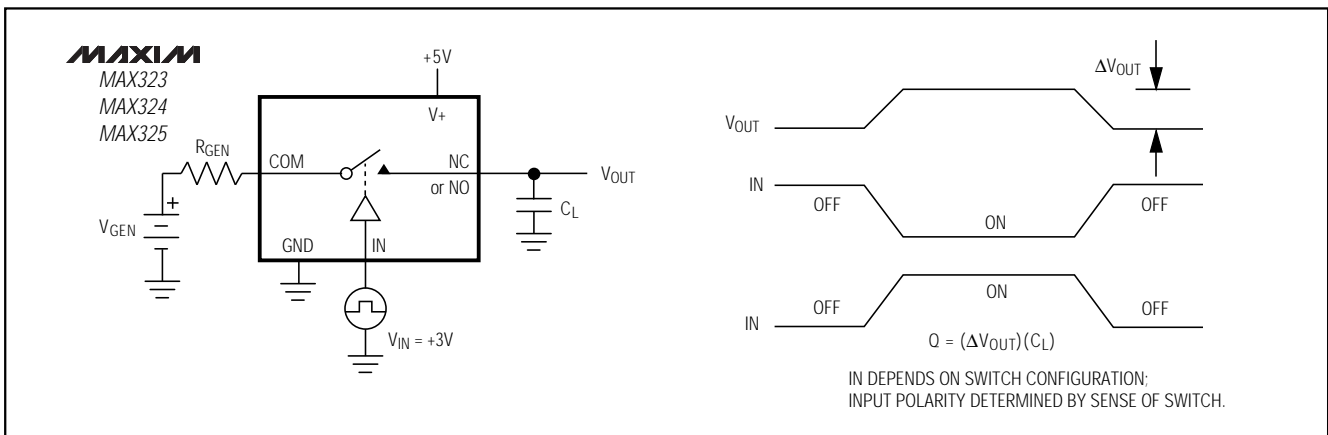 MAXIM
MAX323
MAX324
MAX325
+5V
V+
RGEN
COM
NC
or NO
VOUT
CL
VGEN
+
GND
IN
VIN = +3V
ΔVOUT
VOUT
IN
OFF
ON
OFF
IN
OFF
ON
OFF
Q = (ΔVOUT)(CL)
IN DEPENDS ON SWITCH CONFIGURATION;
INPUT POLARITY DETERMINED BY SENSE OF SWITCH.